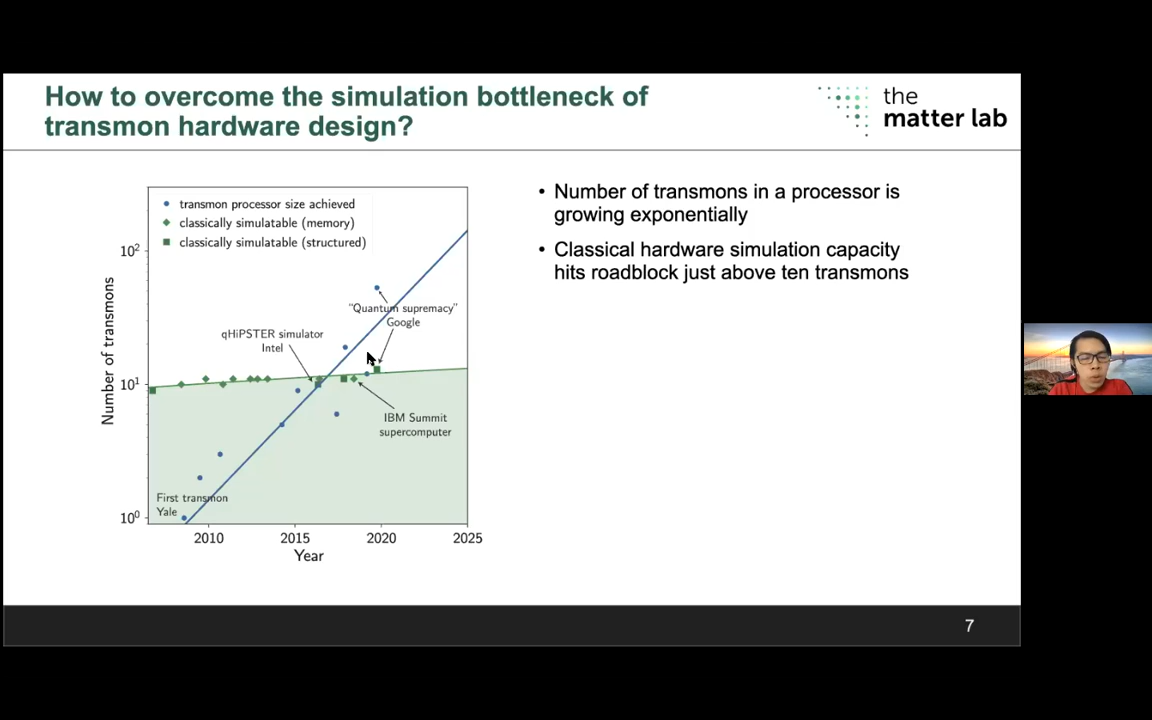 How to overcome the simulation bottleneck of
transmon hardware design?
the
matter lab
transmon processor size achieved
classically simulatable (memory)
classically simulatable (structured)
10²
10¹
10⁰
Number of transmons
"Quantum supremacy"
Google
qHiPSTER simulator
Intel
IBM Summit
supercomputer
First transmon
Yale
2010
2015
2020
2025
Year
• Number of transmons in a processor is
growing exponentially
• Classical hardware simulation capacity
hits roadblock just above ten transmons
7